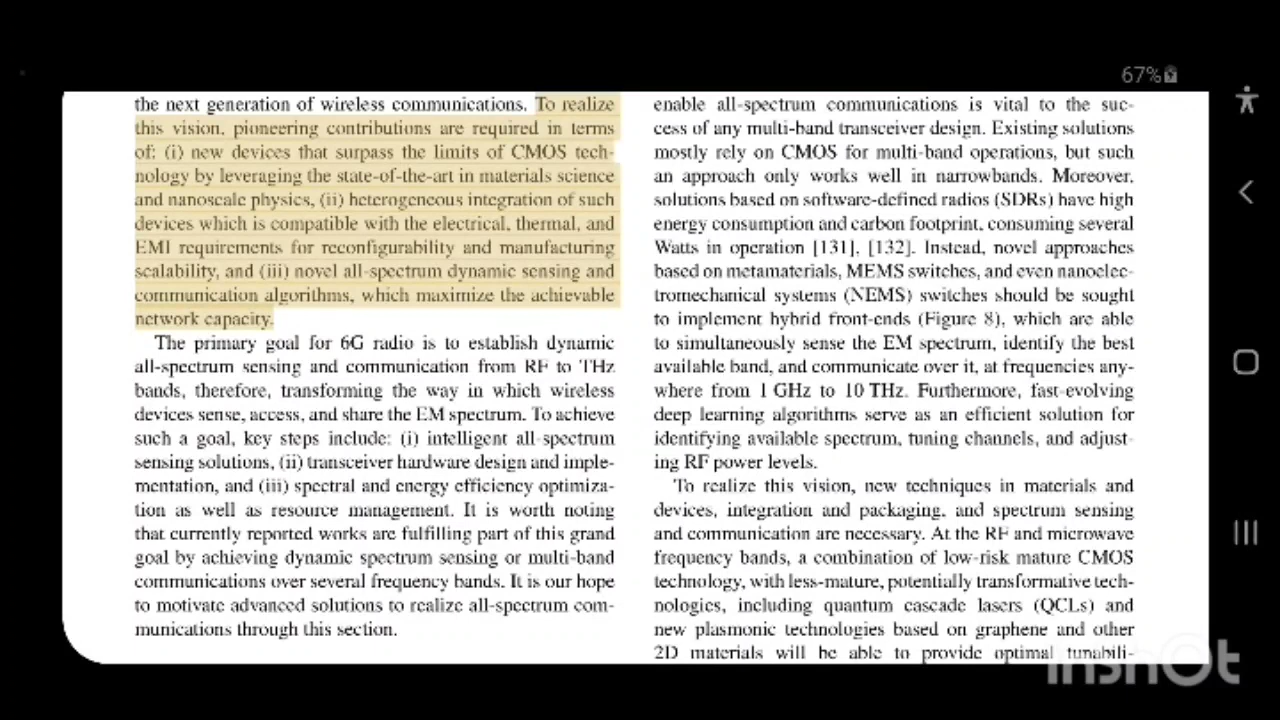 67%
the next generation of wireless communications. To realize
this vision, pioneering contributions are required in terms
of: (i) new devices that surpass the limits of CMOS tech-
nology by leveraging the state-of-the-art in materials science
and nanoscale physics, (ii) heterogeneous integration of such
devices which is compatible with the electrical, thermal, and
EMI requirements for reconfigurability and manufacturing
scalability, and (iii) novel all-spectrum dynamic sensing and
communication algorithms, which maximize the achievable
network capacity.
The primary goal for 6G radio is to establish dynamic
all-spectrum sensing and communication from RF to THz
bands, therefore, transforming the way in which wireless
devices sense, access, and share the EM spectrum. To achieve
such a goal, key steps include: (i) intelligent all-spectrum
sensing solutions, (ii) transceiver hardware design and imple-
mentation, and (iii) spectral and energy efficiency optimiza-
tion as well as resource management. It is worth noting
that currently reported works are fulfilling part of this grand
goal by achieving dynamic spectrum sensing or multi-band
communications over several frequency bands. It is our hope
to motivate advanced solutions to realize all-spectrum com-
munications through this section.
enable all-spectrum communications is vital to the suc-
cess of any multi-band transceiver design. Existing solutions
mostly rely on CMOS for multi-band operations, but such
an approach only works well in narrowbands. Moreover,
solutions based on software-defined radios (SDRs) have high
energy consumption and carbon footprint, consuming several
Watts in operation [131], [132]. Instead, novel approaches
based on metamaterials, MEMS switches, and even nanoelec-
tromechanical systems (NEMS) switches should be sought
to implement hybrid front-ends (Figure 8), which are able
to simultaneously sense the EM spectrum, identify the best
available band, and communicate over it, at frequencies any-
where from 1 GHz to 10 THz. Furthermore, fast-evolving
deep learning algorithms serve as an efficient solution for
identifying available spectrum, tuning channels, and adjust-
ing RF power levels.
To realize this vision, new techniques in materials and
devices, integration and packaging, and spectrum sensing
and communication are necessary. At the RF and microwave
frequency bands, a combination of low-risk mature CMOS
technology, with less-mature, potentially transformative tech-
nologies, including quantum cascade lasers (QCLs) and
new plasmonic technologies based on graphene and other
2D materials will be able to provide optimal tunabili-
InShOt